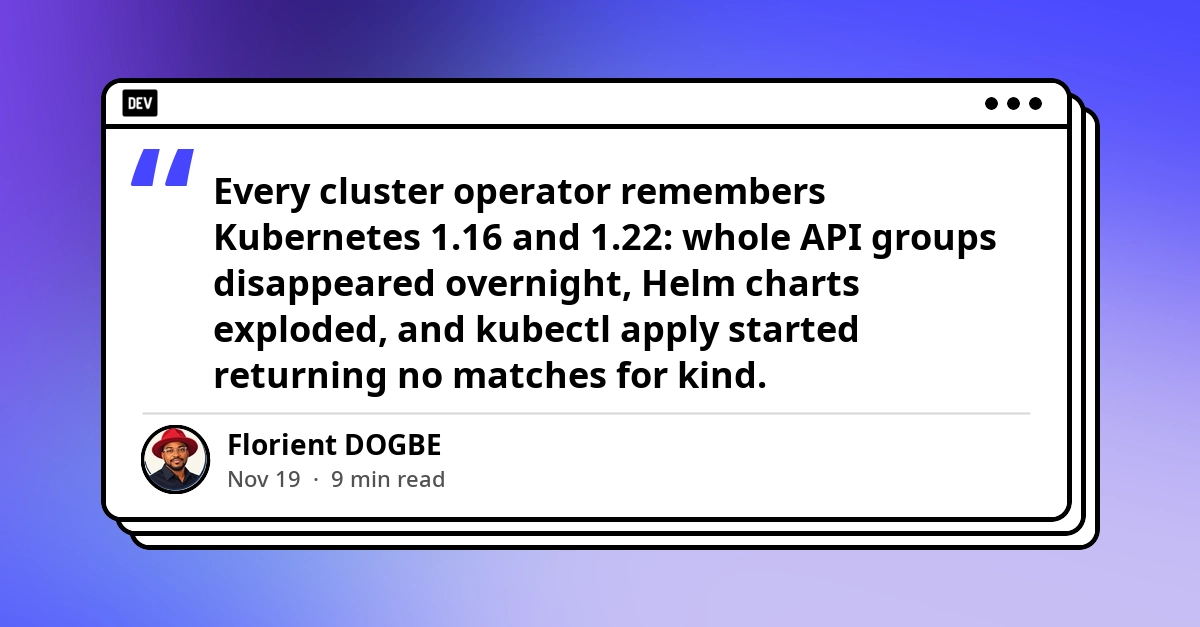 DEV
“
Every cluster operator remembers
Kubernetes 1.16 and 1.22: whole API groups
disappeared overnight, Helm charts
exploded, and kubectl apply started
returning no matches for kind.
Florient DOGBE
Nov 19 · 9 min read